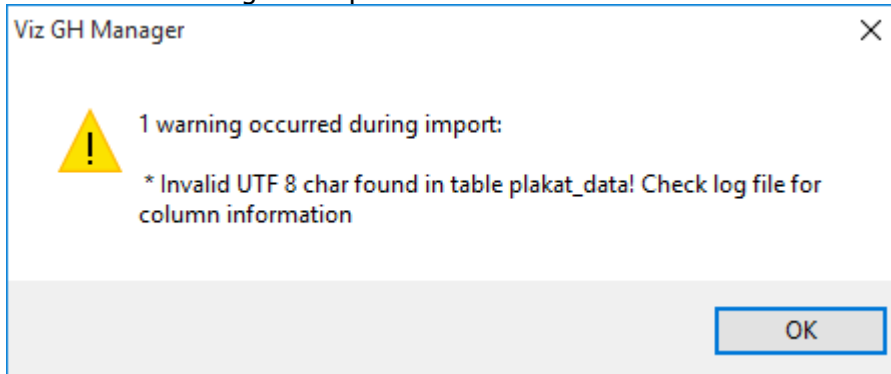 Viz GH Manager
1 warning occurred during import:
* Invalid UTF 8 char found in table plakat_data! Check log file for
column information
OK